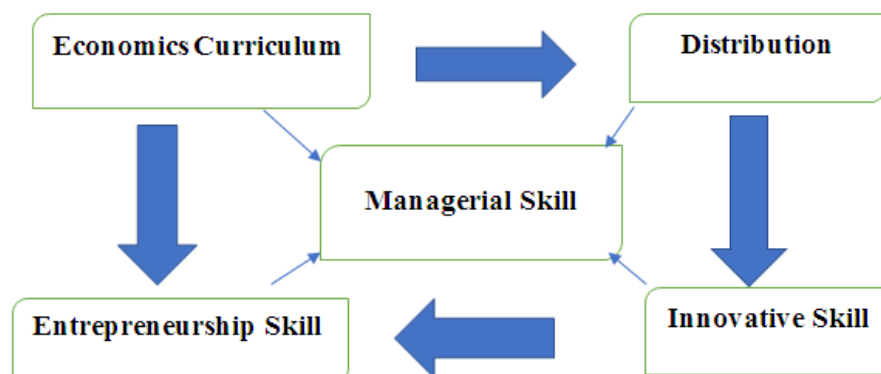 Economics Curriculum
Distribution
Managerial Skill
Entrepreneurship Skill
Innovative Skill